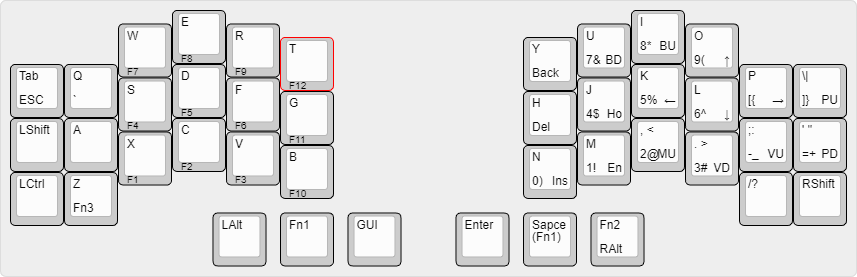 Tab
ESC
Q
`
W
F7
E
F8
R
F9
T
F12
LShift
A
S
F4
D
F5
F
F6
G
F11
LCtrl
Z
Fn3
X
F1
C
F2
V
F3
B
F10
LAlt
Fn1
GUI
Y
Back
U
7& BD
I
8* BU
O
9( ↑
P
[{ →
\|
]} PU
H
Del
J
4$ Ho
K
5% ←
L
6^ ↓
;:
-_ VU
' "
=+ PD
N
0) Ins
M
1! En
, <
2@ MU
. >
3# VD
/?
RShift
Enter
Sapce
(Fn1)
Fn2
RAlt